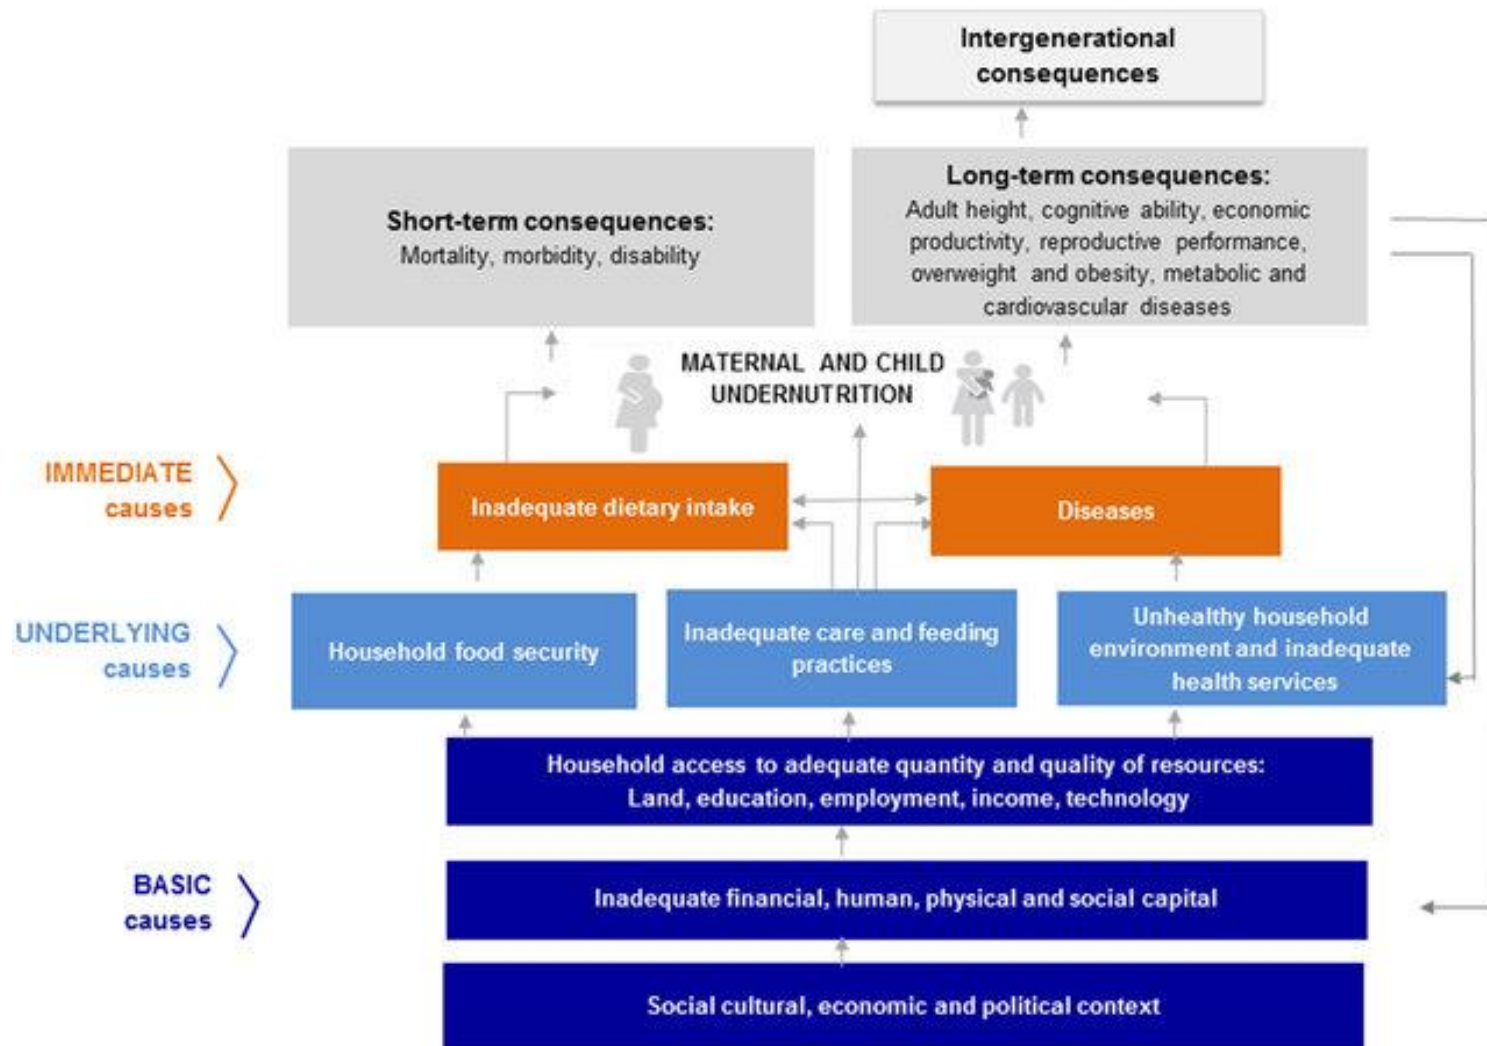 Intergenerational
consequences
Short-term consequences:
Mortality, morbidity, disability
Long-term consequences:
Adult height, cognitive ability, economic
productivity, reproductive performance,
overweight and obesity, metabolic and
cardiovascular diseases
MATERNAL AND CHILD
UNDERNUTRITION
IMMEDIATE
causes
Inadequate dietary intake
Diseases
UNDERLYING
causes
Household food security
Inadequate care and feeding
practices
Unhealthy household
environment and inadequate
health services
Household access to adequate quantity and quality of resources:
Land, education, employment, income, technology
BASIC
causes
Inadequate financial, human, physical and social capital
Social cultural, economic and political context